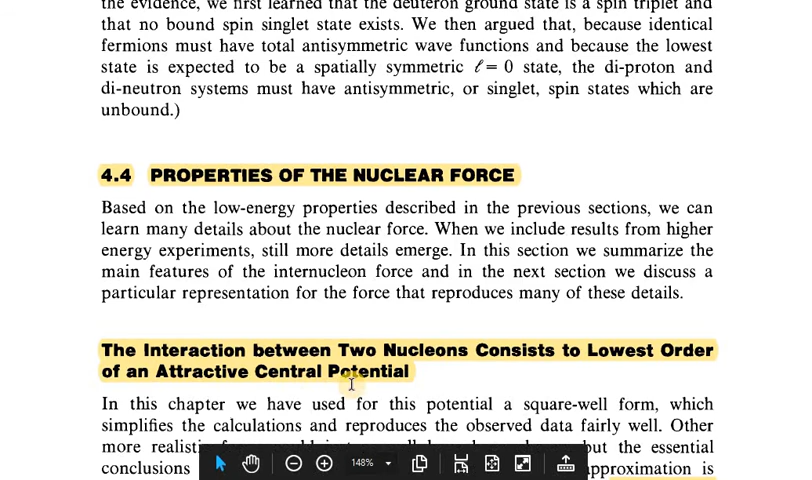 the evidence, we first learned that the deuteron ground state is a spin triplet and
that no bound spin singlet state exists. We then argued that, because identical
fermions must have total antisymmetric wave functions and because the lowest
state is expected to be a spatially symmetric ℓ = 0 state, the di-proton and
di-neutron systems must have antisymmetric, or singlet, spin states which are
unbound.)
4.4 PROPERTIES OF THE NUCLEAR FORCE
Based on the low-energy properties described in the previous sections, we can
learn many details about the nuclear force. When we include results from higher
energy experiments, still more details emerge. In this section we summarize the
main features of the internucleon force and in the next section we discuss a
particular representation for the force that reproduces many of these details.
The Interaction between Two Nucleons Consists to Lowest Order
of an Attractive Central Potential
In this chapter we have used for this potential a square-well form, which
simplifies the calculations and reproduces the observed data fairly well. Other
more but the essential
conclusions approximation is
148%